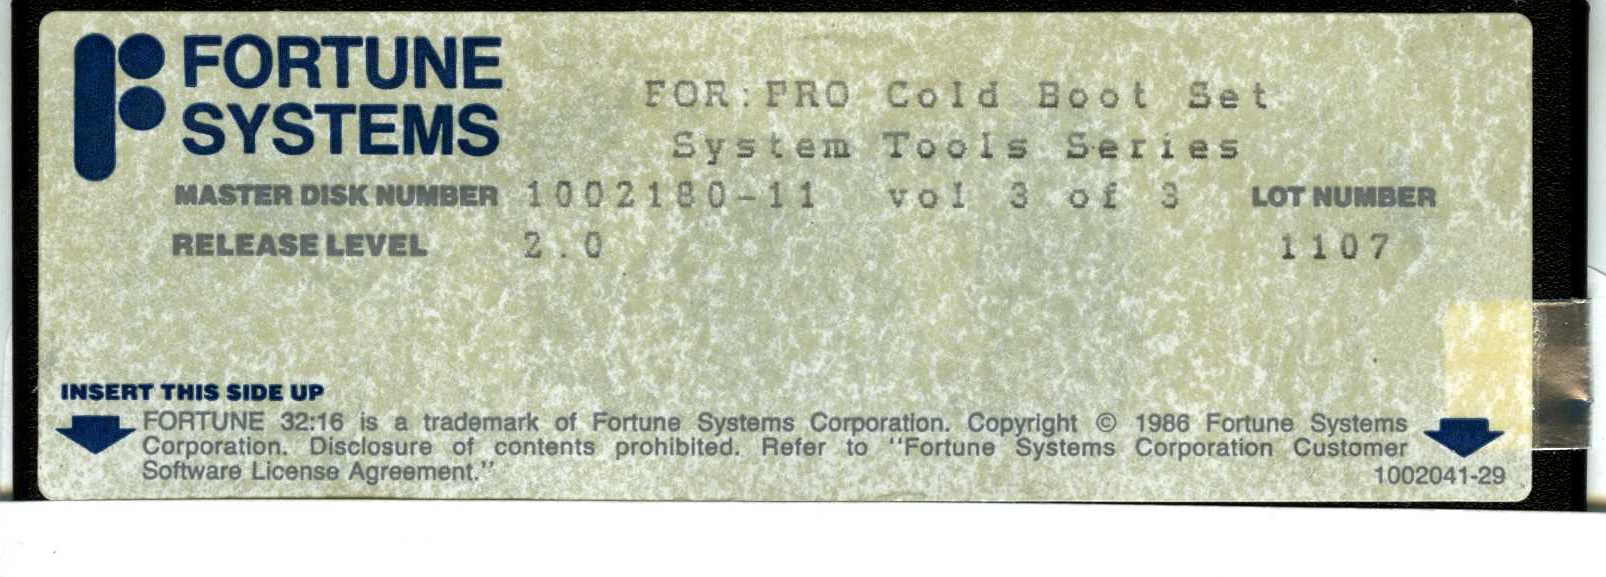 FORTUNE
SYSTEMS
FOR:PRO Cold Boot Set
System Tools Series
MASTER DISK NUMBER 1002180-11 vol 3 of 3 LOT NUMBER
RELEASE LEVEL 2.0 1107
INSERT THIS SIDE UP
FORTUNE 32:16 is a trademark of Fortune Systems Corporation. Copyright © 1986 Fortune Systems
Corporation. Disclosure of contents prohibited. Refer to "Fortune Systems Corporation Customer
Software License Agreement."
1002041-29